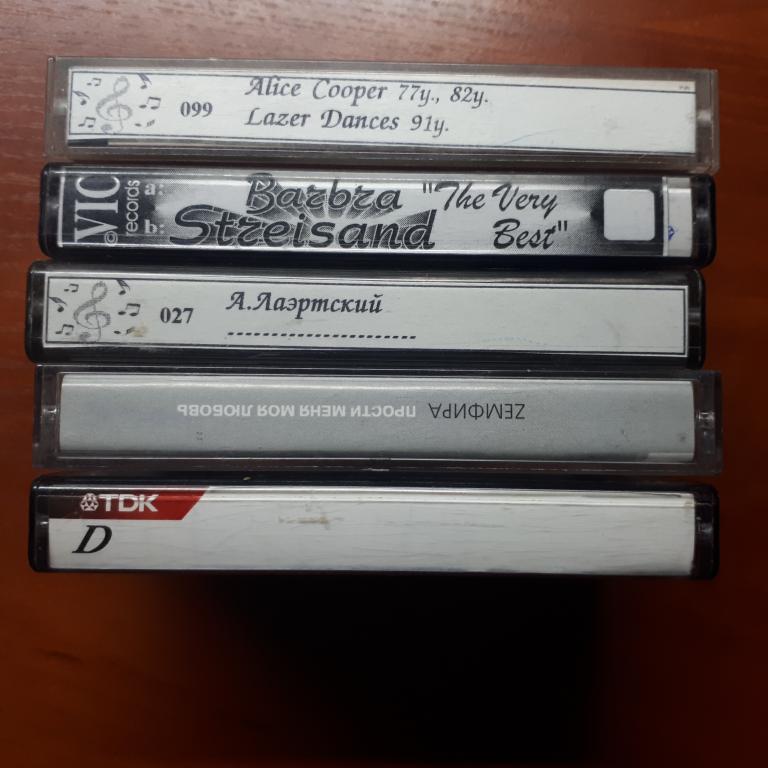 099
Alice Cooper 77y., 82y.
Lazer Dances 91y.
VIC
© records
a:
b:
Barbra
Streisand
"The Very
Best"
027
А.Лаэртский
ZЕМФИРА ПРОСТИ МЕНЯ МОЯ ЛЮБОВЬ
TDK
D